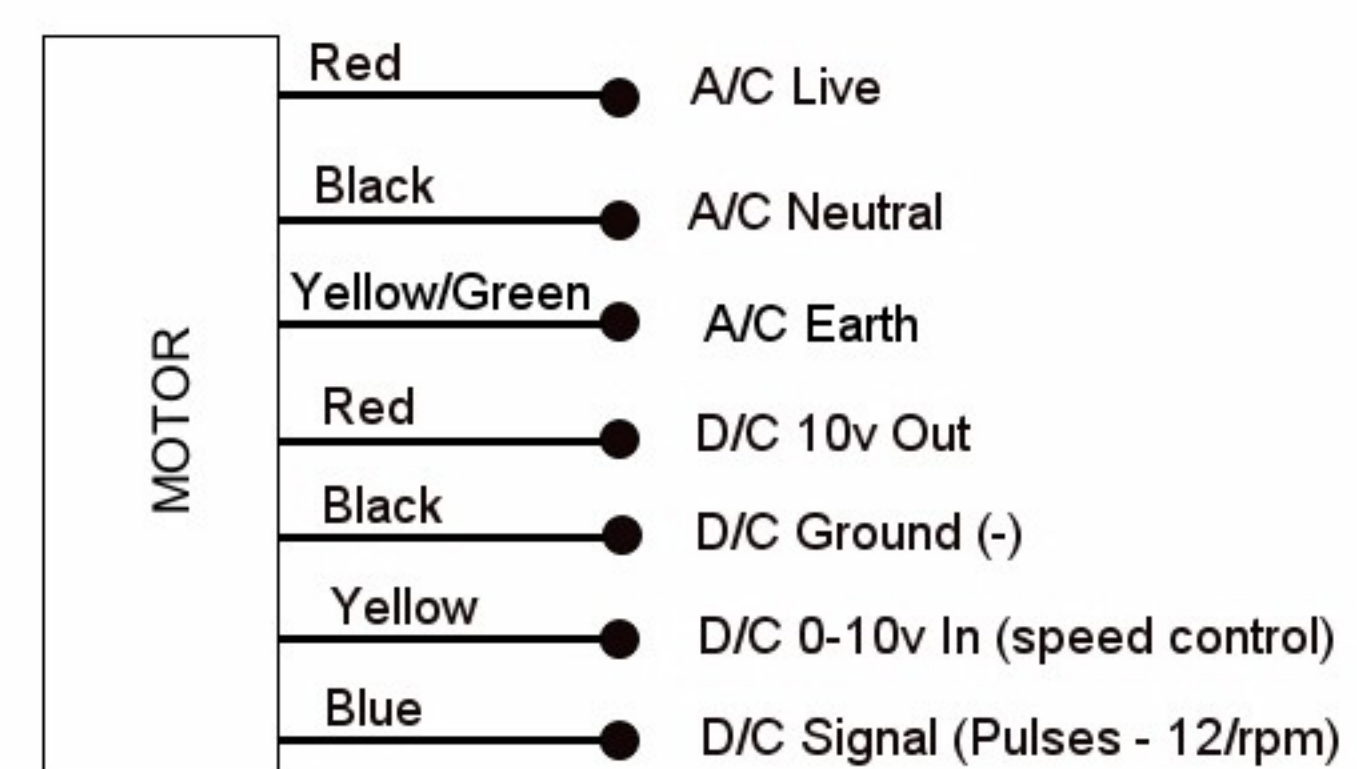 Red
A/C Live
Black
A/C Neutral
Yellow/Green
A/C Earth
MOTOR
Red
D/C 10v Out
Black
D/C Ground (-)
Yellow
D/C 0-10v In (speed control)
Blue
D/C Signal (Pulses - 12/rpm)